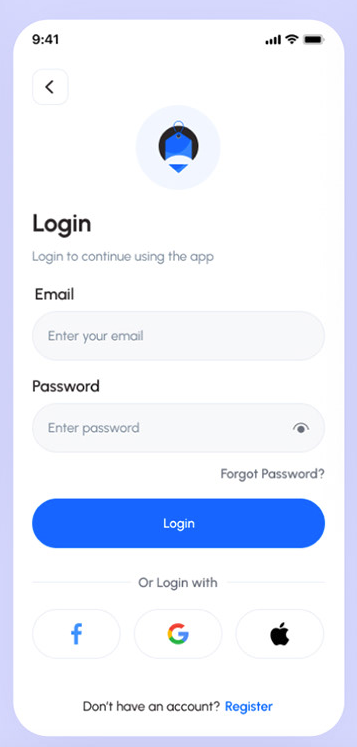 9:41
Login
Login to continue using the app
Email
Enter your email
Password
Enter password
Forgot Password?
Login
Or Login with
Don't have an account? Register